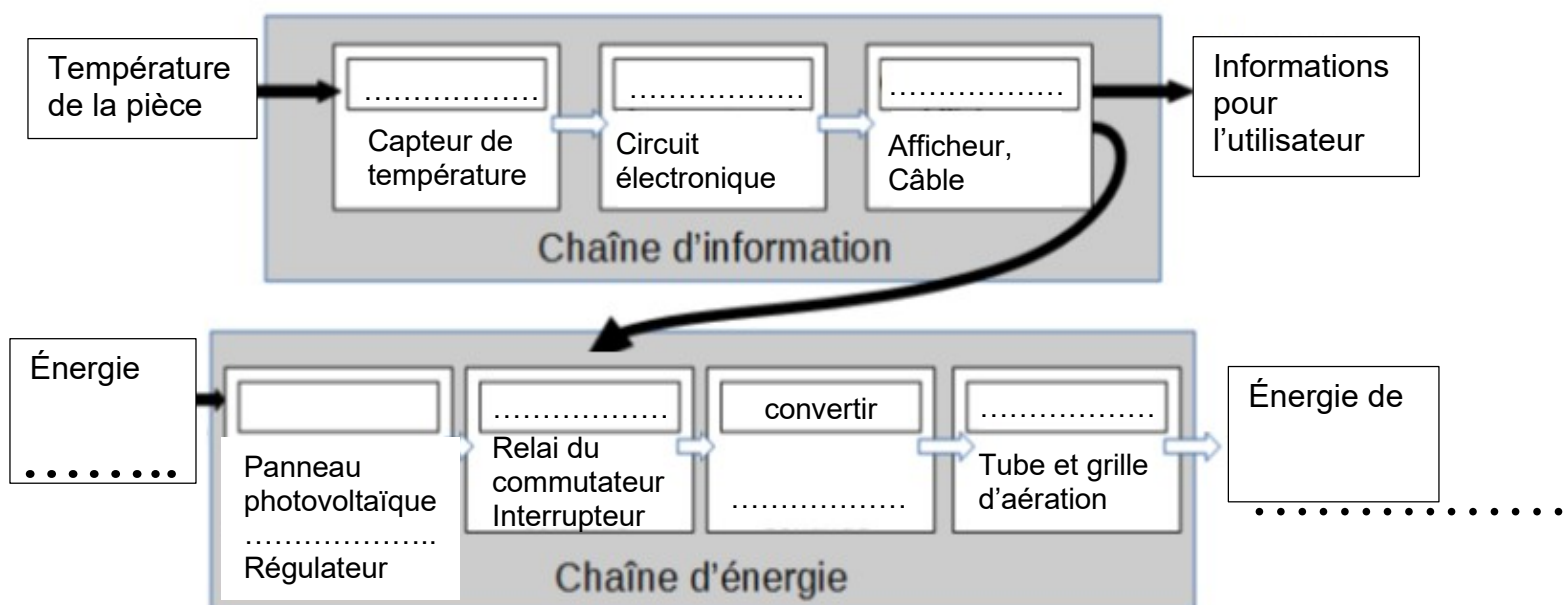 Température
de la pièce
………………
Capteur de
température
………………
Circuit
électronique
………………
Afficheur,
Câble
Informations
pour
l’utilisateur
Chaîne d’information
Énergie
........
Panneau
photovoltaïque
………………..
Régulateur
………………
Relai du
commutateur
Interrupteur
convertir
………………
………………
Tube et grille
d’aération
Énergie de
...............
Chaîne d’énergie